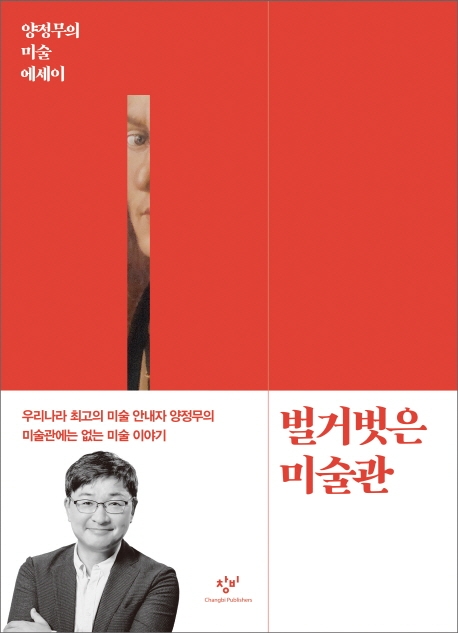 양정무의
미술
에세이
우리나라 최고의 미술 안내자 양정무의
미술관에는 없는 미술 이야기
벌거벗은
미술관
창비
Changbi Publishers